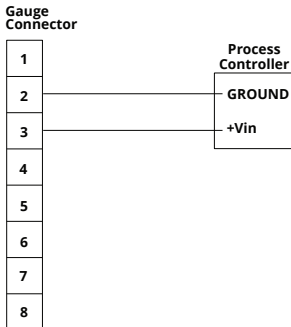 Gauge
Connector
1
2
3
4
5
6
7
8
Process
Controller
GROUND
+Vin